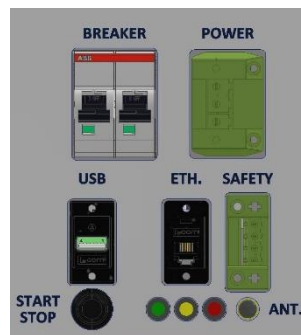 BREAKER POWER
ABB
USB ETH. SAFETY
START
STOP
ANT.